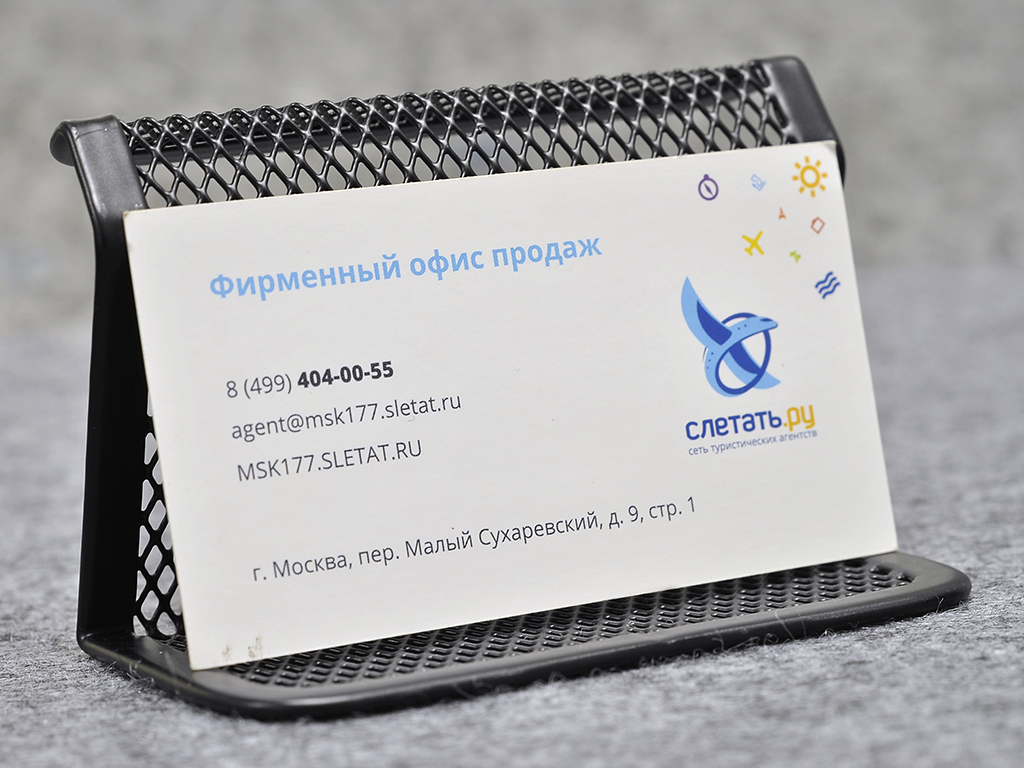 Фирменный офис продаж
8 (499) 404-00-55
agent@msk177.sletat.ru
MSK177.SLETAT.RU
г. Москва, пер. Малый Сухаревский, д. 9, стр. 1
слетать.ру
сеть туристических агентств